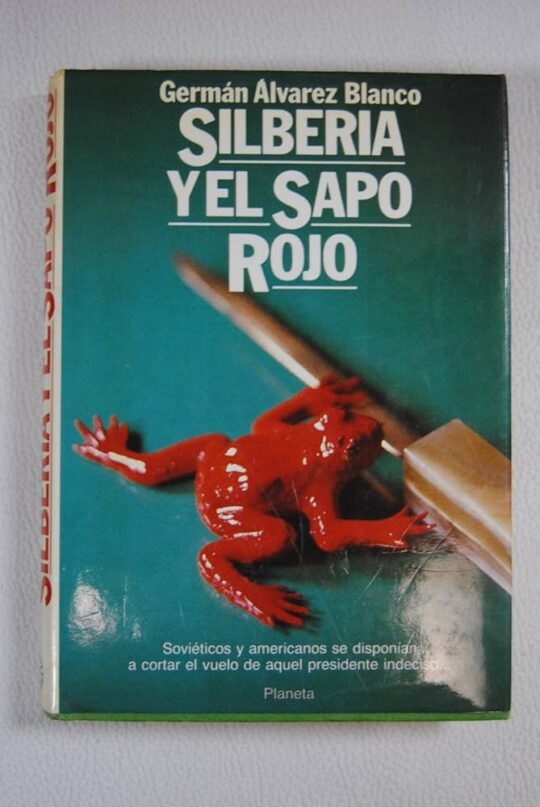 Germán Álvarez Blanco
SILBERIA
Y EL SAPO
ROJO
Soviéticos y americanos se disponían
a cortar el vuelo de aquel presidente indeciso...
Planeta
SILBERIA Y EL SAPO ROJO